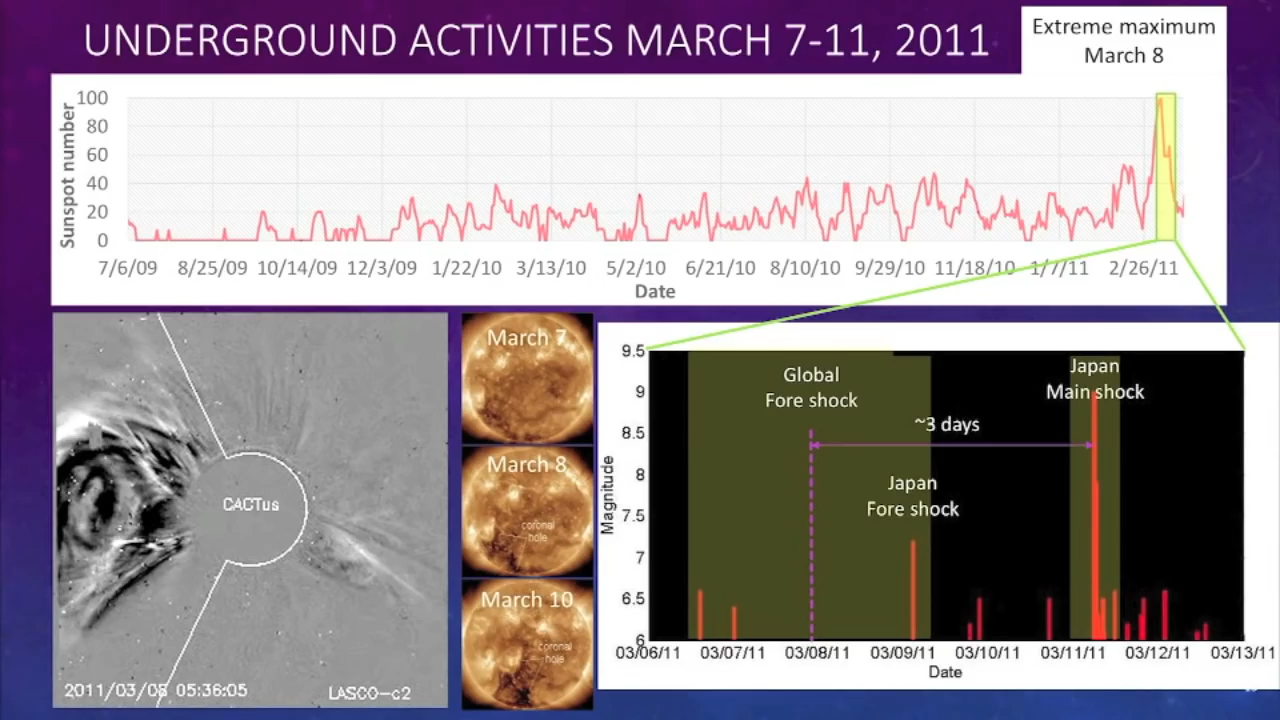 UNDERGROUND ACTIVITIES MARCH 7-11, 2011
Extreme maximum
March 8
Sunspot number
100
80
60
40
20
0
7/6/09 8/25/09 10/14/09 12/3/09 1/22/10 3/13/10 5/2/10 6/21/10 8/10/10 9/29/10 11/18/10 1/7/11 2/26/11
Date
CACTus
2011/03/08 05:36:05 LASCO-c2
March 7
March 8
coronal
hole
March 10
coronal
hole
Magnitude
9.5
9
8.5
8
7.5
7
6.5
6
Global
Fore shock
Japan
Main shock
~3 days
Japan
Fore shock
03/06/11 03/07/11 03/08/11 03/09/11 03/10/11 03/11/11 03/12/11 03/13/11
Date